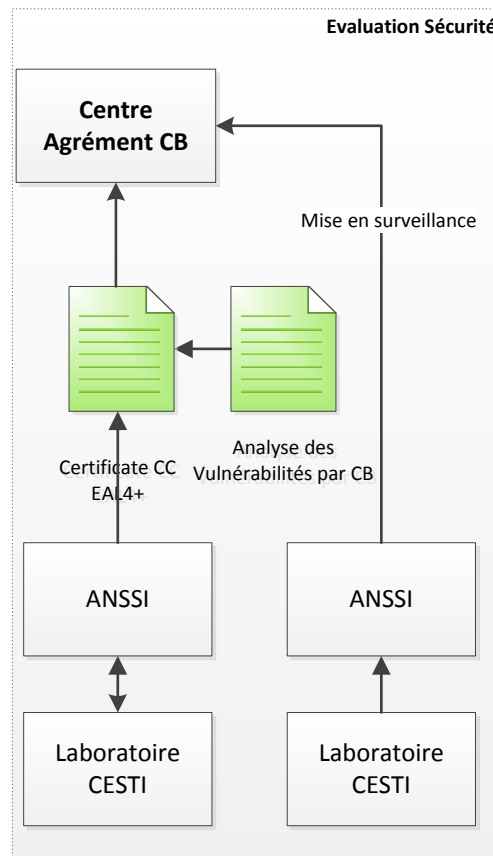 Evaluation Sécurité
Centre
Agrément CB
Mise en surveillance
Certificate CC
EAL4+
Analyse des
Vulnérabilités par CB
ANSSI
ANSSI
Laboratoire
CESTI
Laboratoire
CESTI